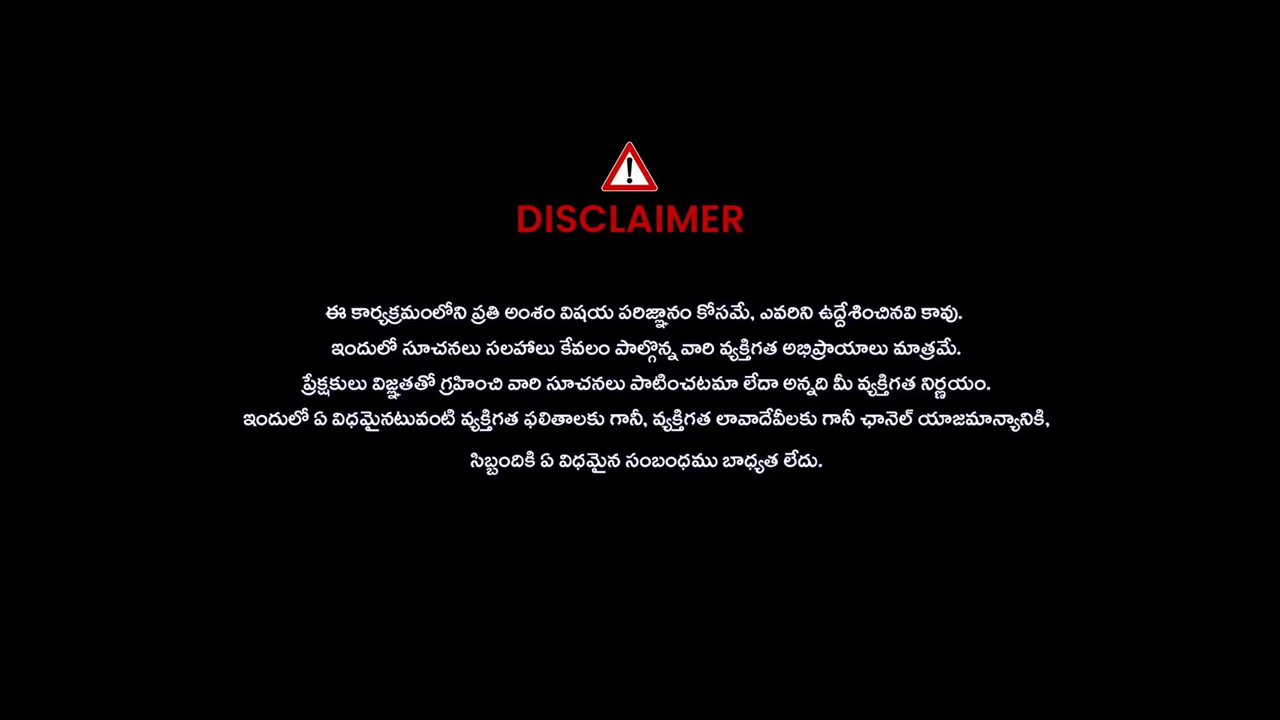 DISCLAIMER
ఈ కార్యక్రమంలోని ప్రతి అంశం విషయ పరిజ్ఞానం కోసమే, ఎవరిని ఉద్దేశించినవి కావు.
ఇందులో సూచనలు సలహాలు కేవలం పాల్గొన్న వారి వ్యక్తిగత అభిప్రాయాలు మాత్రమే.
ప్రేక్షకులు విజ్ఞతతో గ్రహించి వారి సూచనలు పాటించటమా లేదా అన్నది మీ వ్యక్తిగత నిర్ణయం.
ఇందులో ఏ విధమైనటువంటి వ్యక్తిగత ఫలితాలకు గానీ, వ్యక్తిగత లావాదేవీలకు గానీ ఛానెల్ యాజమాన్యానికి,
సిబ్బందికి ఏ విధమైన సంబంధము బాధ్యత లేదు.